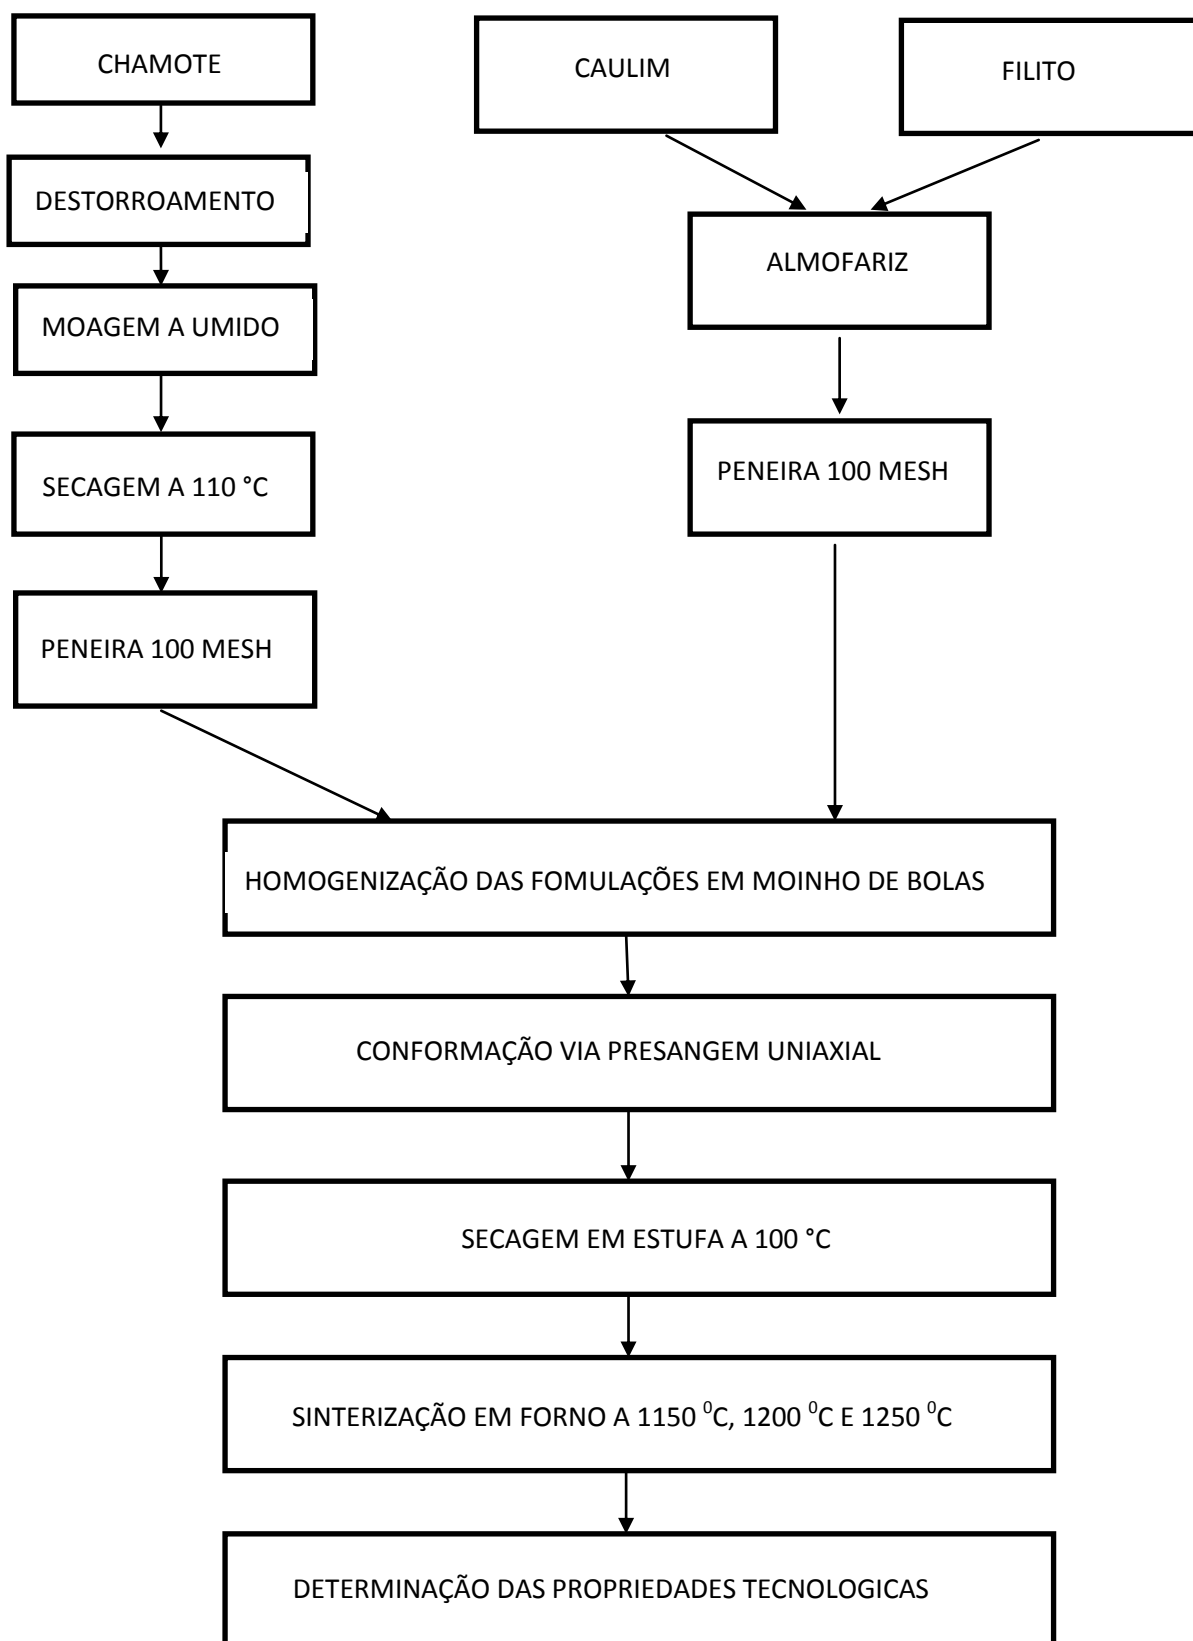 CHAMOTE
CAULIM
FILITO
DESTORROAMENTO
ALMOFARIZ
MOAGEM A UMIDO
SECAGEM A 110 °C
PENEIRA 100 MESH
PENEIRA 100 MESH
HOMOGENIZAÇÃO DAS FOMULAÇÕES EM MOINHO DE BOLAS
CONFORMAÇÃO VIA PRESANGEM UNIAXIAL
SECAGEM EM ESTUFA A 100 °C
SINTERIZAÇÃO EM FORNO A 1150 ⁰C, 1200 ⁰C E 1250 ⁰C
DETERMINAÇÃO DAS PROPRIEDADES TECNOLOGICAS